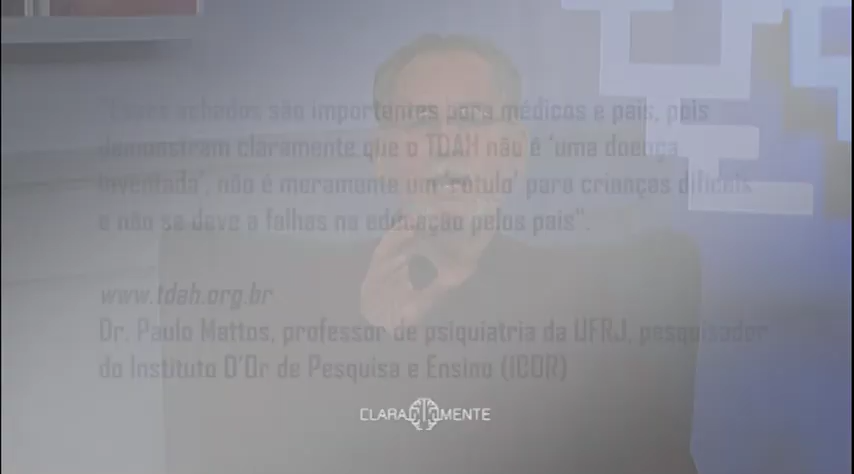 "Esses achados são importantes para médicos e pais, pois
demonstram claramente que o TDAH não é 'uma doença
inventada', não é meramente um 'rótulo' para crianças difíceis
e não se deve a falhas na educação pelos pais".
www.tdah.org.br
Dr. Paulo Mattos, professor de psiquiatria da UFRJ, pesquisador
do Instituto D'Or de Pesquisa e Ensino (ICOR)
CLARAMENTE